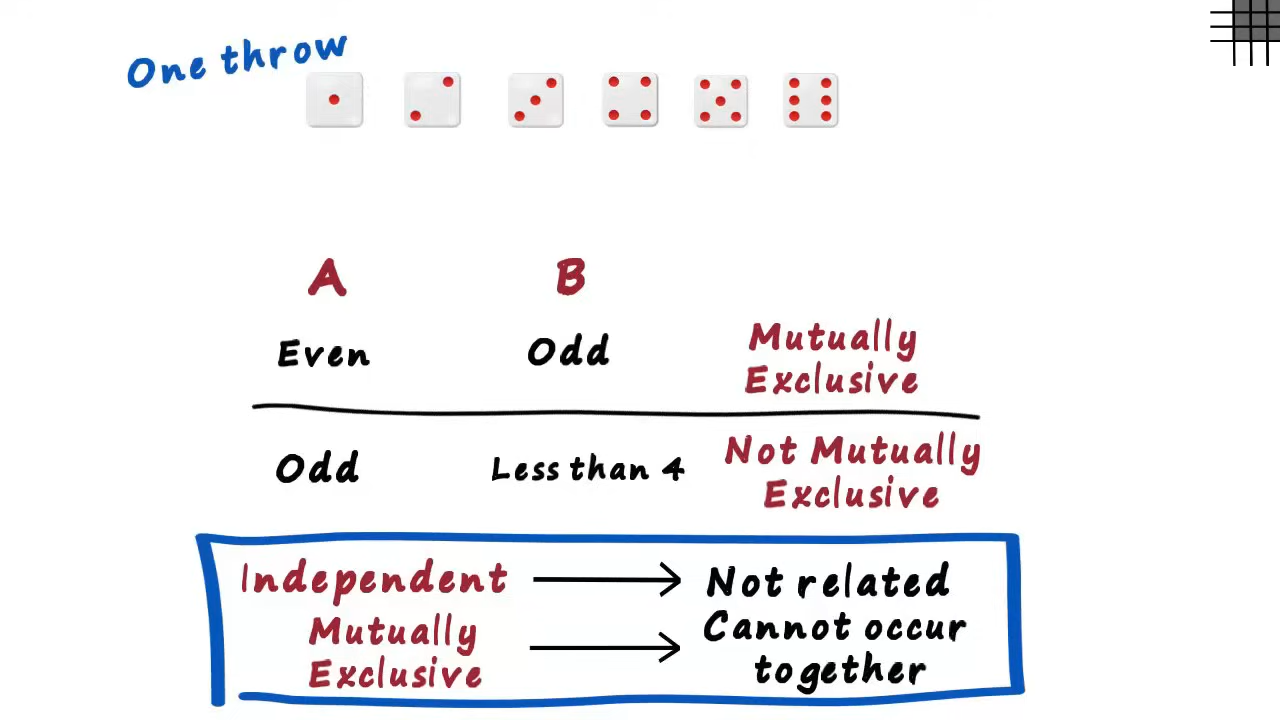 One throw
A B
Even Odd Mutually
Exclusive
Odd Less than 4 Not Mutually
Exclusive
Independent Not related
Mutually
Exclusive Cannot occur
together